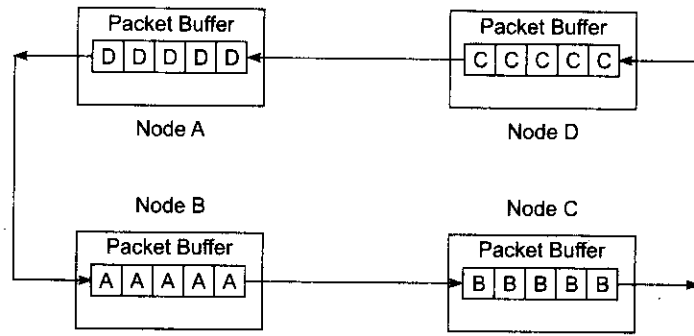 Packet Buffer
D D D D D
Node A
Packet Buffer
C C C C C
Node D
Node B
Packet Buffer
A A A A A
Node C
Packet Buffer
B B B B B